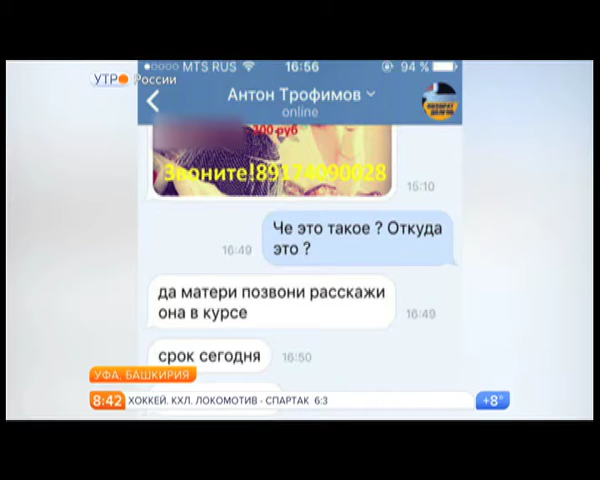 MTS RUS 16:56 94 %
УТРО России
Антон Трофимов
online
300 руб
Звоните!89174090028
16:10
Че это такое ? Откуда
это ?
16:49
да матери позвони расскажи
она в курсе
16:49
срок сегодня
16:50
УФА. БАШКИРИЯ
8:42 ХОККЕЙ. КХЛ. ЛОКОМОТИВ - СПАРТАК 6:3 +8°